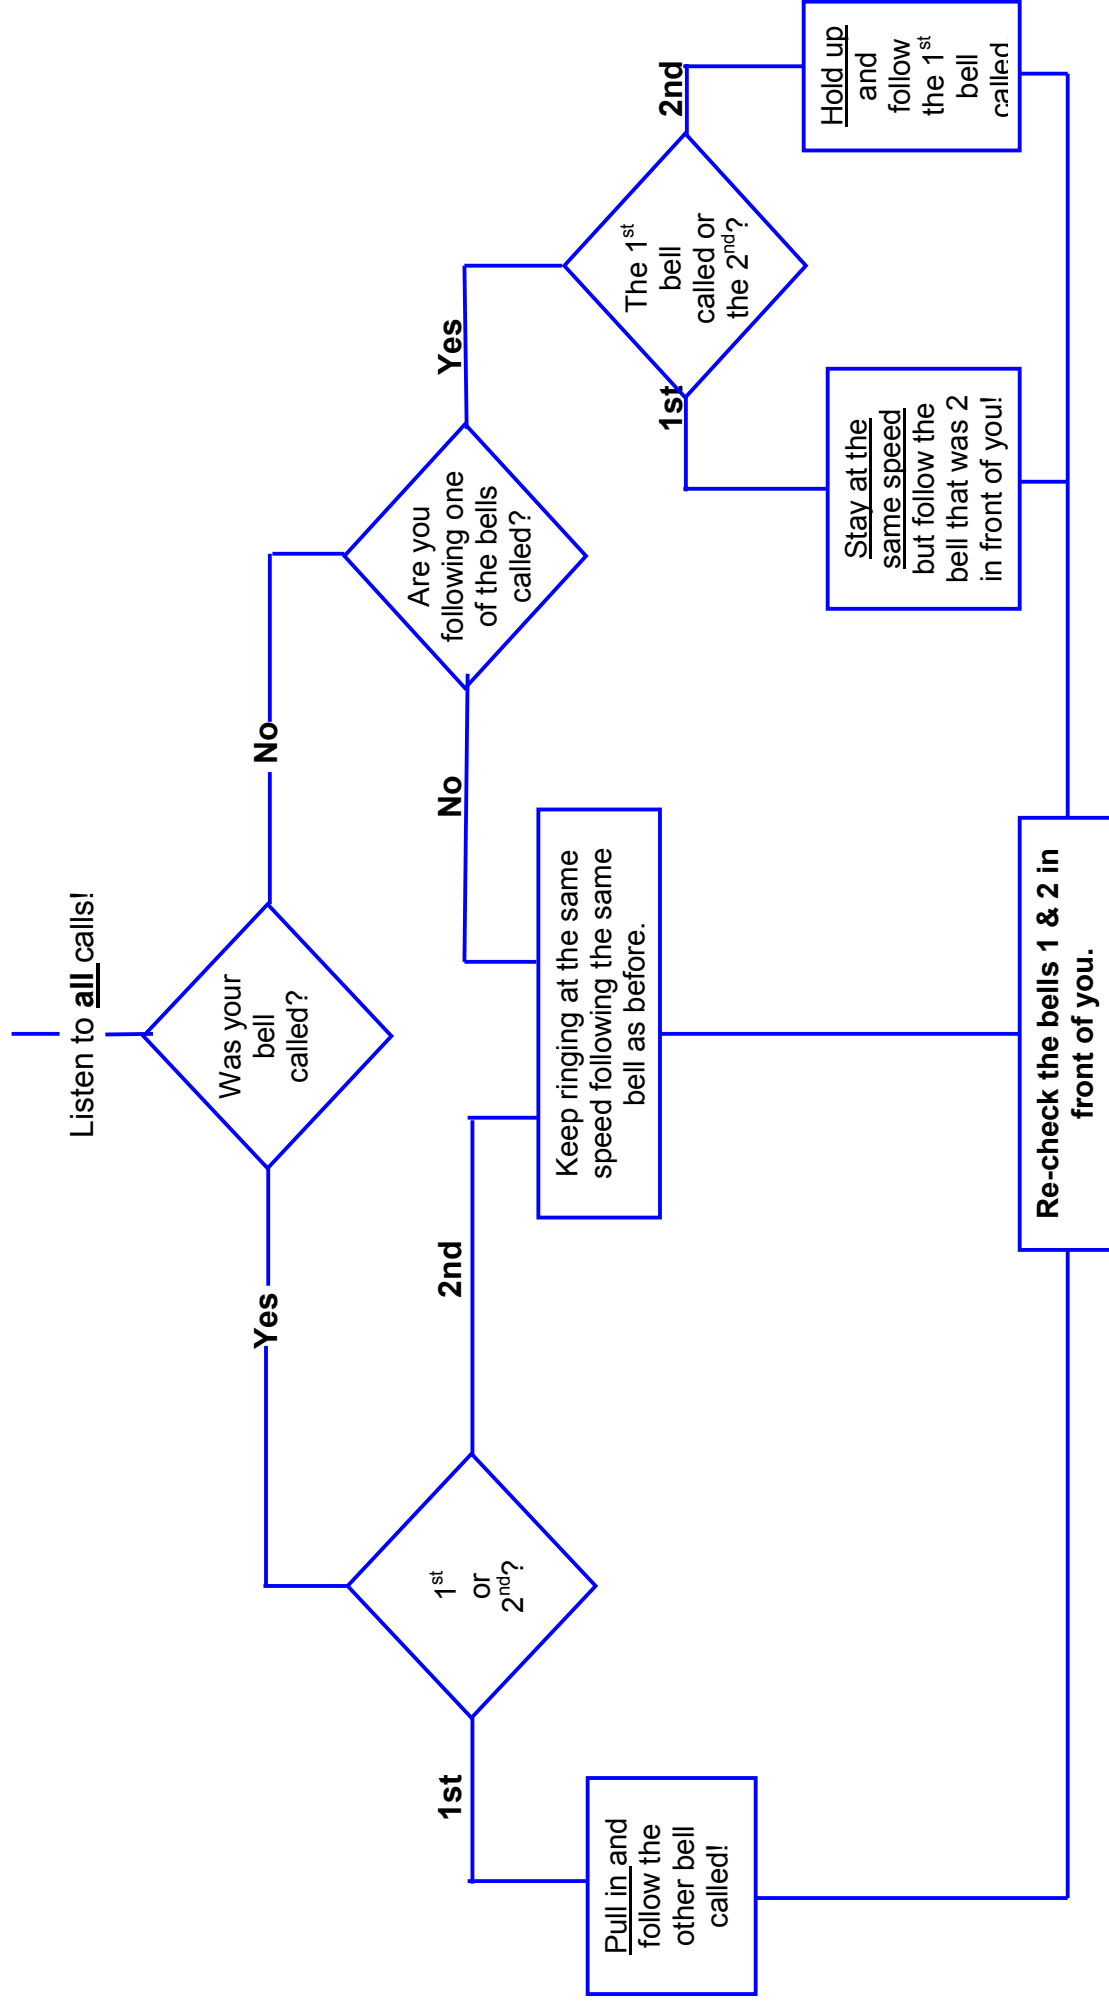 Listen to all calls!
Was your
bell
called?
Yes
No
1st
or
2nd?
Are you
following one
of the bells
called?
1st
2nd
No
Yes
The 1st
bell
called or
the 2nd?
1st
2nd
Pull in and
follow the
other bell
called!
Keep ringing at the same
speed following the same
bell as before.
Stay at the
same speed
but follow the
bell that was 2
in front of you!
Hold up
and
follow
the 1st
bell
called
Re-check the bells 1 & 2 in
front of you.